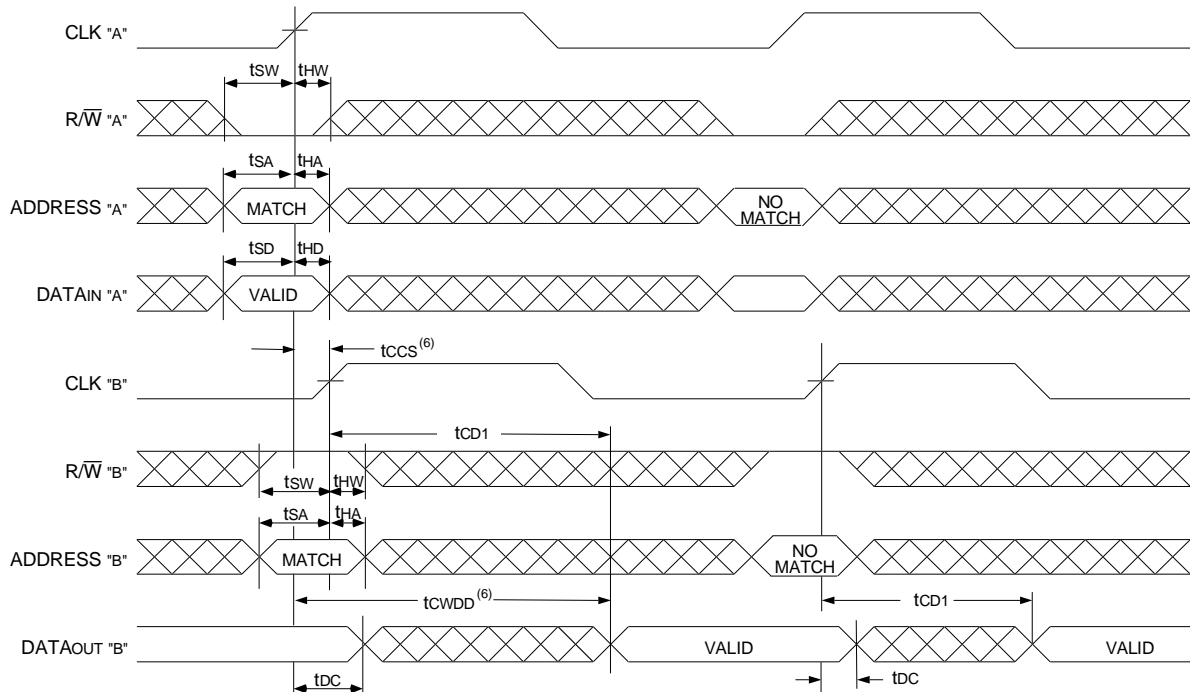 CLK "A"
tSW tHW
R/W̅ "A"
tSA tHA
ADDRESS "A" MATCH NO MATCH
tSD tHD
DATAIN "A" VALID
tCCS(6)
CLK "B"
tCD1
R/W̅ "B"
tSW tHW
tSA tHA
ADDRESS "B" MATCH NO MATCH
tCWDD(6) tCD1
DATAOUT "B" VALID VALID
tDC tDC